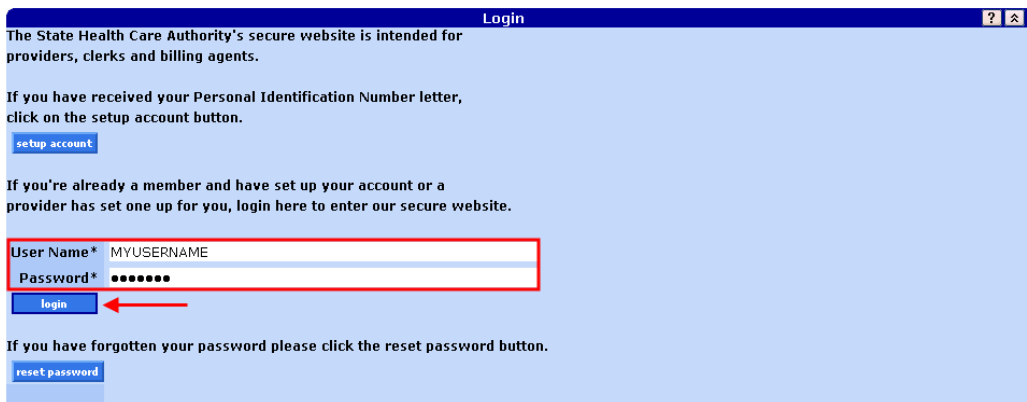 Login
?
The State Health Care Authority's secure website is intended for
providers, clerks and billing agents.
If you have received your Personal Identification Number letter,
click on the setup account button.
setup account
If you're already a member and have set up your account or a
provider has set one up for you, login here to enter our secure website.
User Name* MYUSERNAME
Password* •••••••
login
If you have forgotten your password please click the reset password button.
reset password